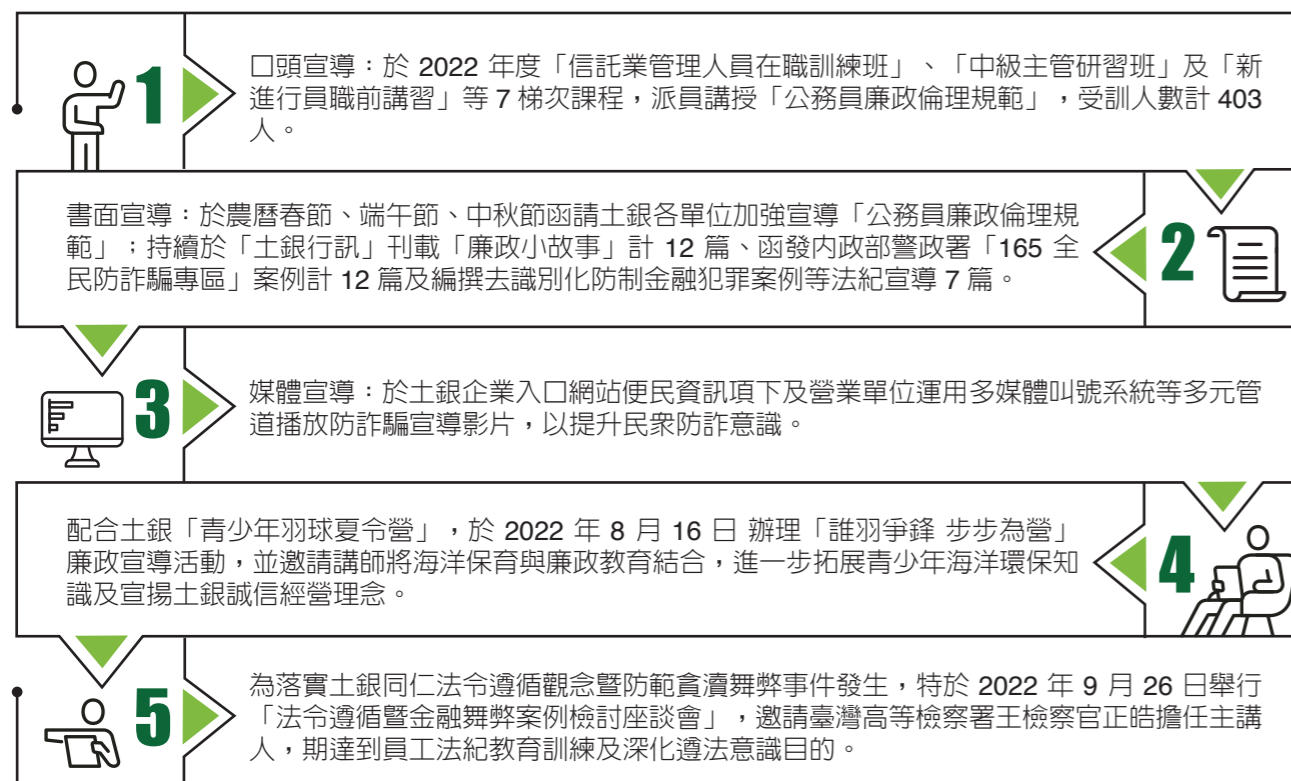 1
口頭宣導：於 2022 年度「信託業管理人員在職訓練班」、「中級主管研習班」及「新
進行員職前講習」等 7 梯次課程，派員講授「公務員廉政倫理規範」，受訓人數計 403
人。
書面宣導：於農曆春節、端午節、中秋節函請土銀各單位加強宣導「公務員廉政倫理規
範」；持續於「土銀行訊」刊載「廉政小故事」計 12 篇、函發內政部警政署「165 全
民防詐騙專區」案例計 12 篇及編撰去識別化防制金融犯罪案例等法紀宣導 7 篇。
2
3
媒體宣導：於土銀企業入口網站便民資訊項下及營業單位運用多媒體叫號系統等多元管
道播放防詐騙宣導影片，以提升民衆防詐意識。
配合土銀「青少年羽球夏令營」，於 2022 年 8 月 16 日 辦理「誰羽爭鋒 步步為營」
廉政宣導活動，並邀請講師將海洋保育與廉政教育結合，進一步拓展青少年海洋環保知
識及宣揚土銀誠信經營理念。
4
5
為落實土銀同仁法令遵循觀念暨防範貪瀆舞弊事件發生，特於 2022 年 9 月 26 日舉行
「法令遵循暨金融舞弊案例檢討座談會」，邀請臺灣高等檢察署王檢察官正皓擔任主講
人，期達到員工法紀教育訓練及深化遵法意識目的。